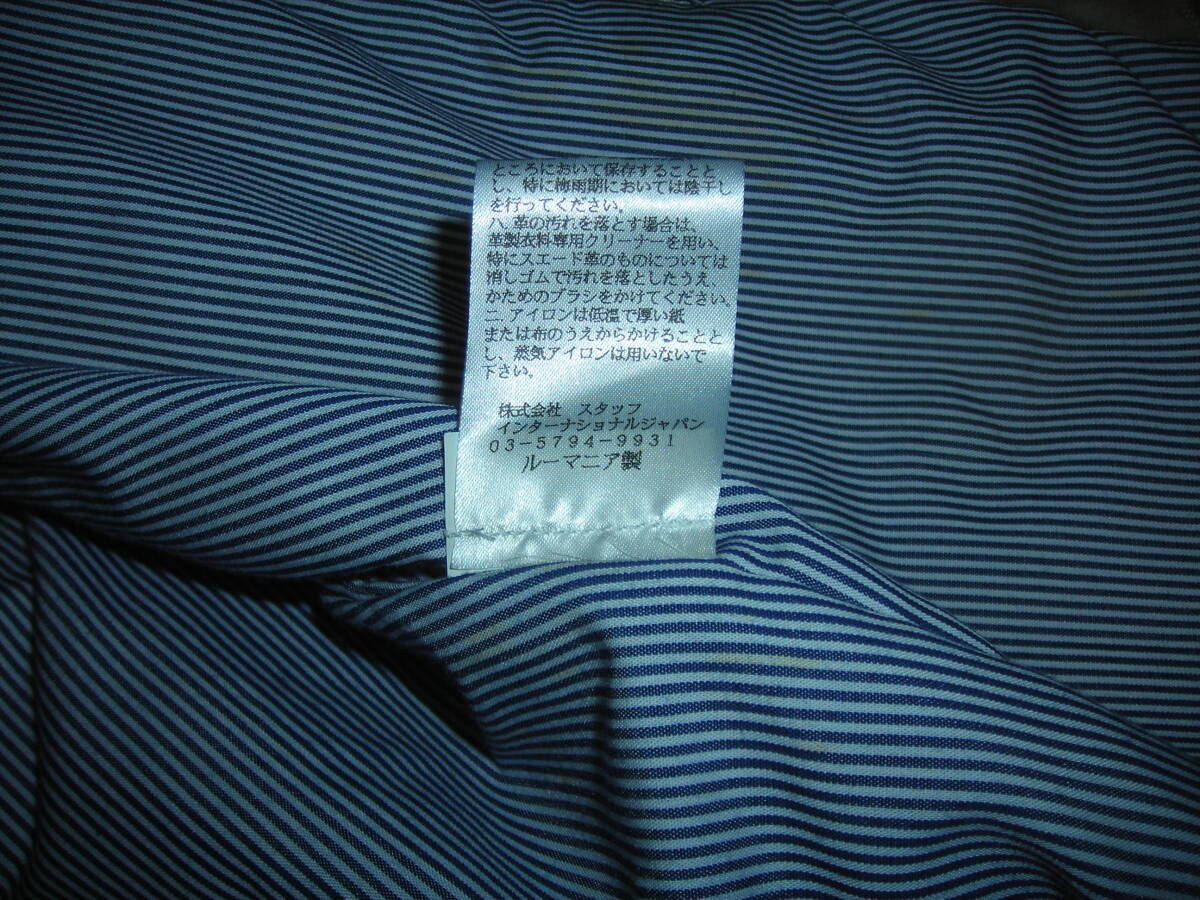 ところにおいて保存することと
し、特に梅雨期においては陰干し
を行ってください。
ハ.革の汚れを落とす場合は、
革製衣料専用クリーナーを用い、
特にスエード革のものについては
消しゴムで汚れを落としたうえ、
かためのブラシをかけてください。
ニ.アイロンは低温で厚い紙
または布のうえからかけることと
し、蒸気アイロンは用いないで
下さい。
株式会社 スタッフ
インターナショナルジャパン
03-5794-9931
ルーマニア製